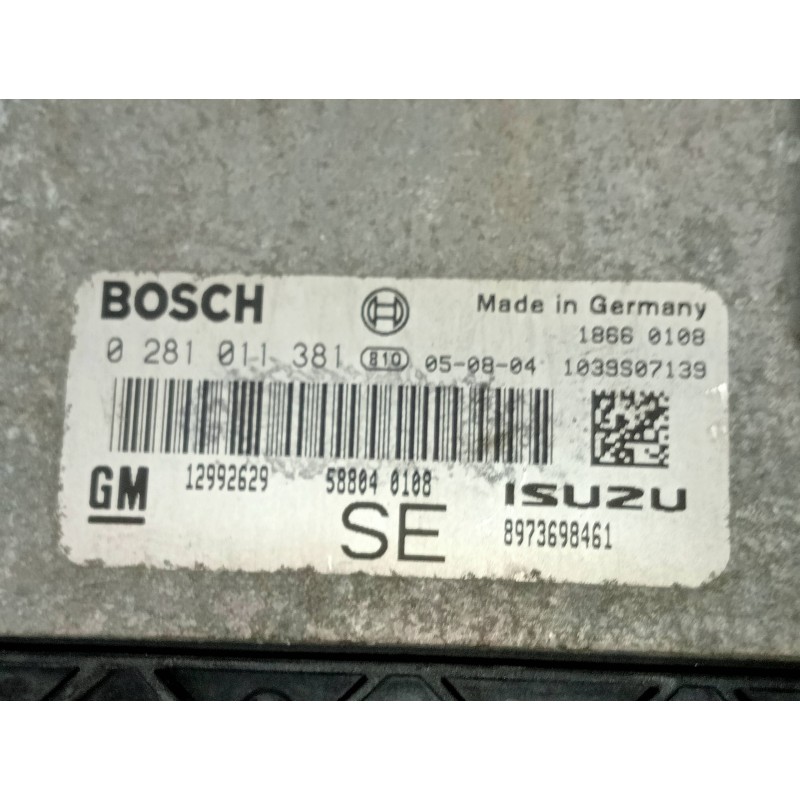 BOSCH
Made in Germany
1866 0108
0 281 011 381 810 05-08-04 1039S07139
GM 12992629 58804 0108 ISUZU
SE 8973698461